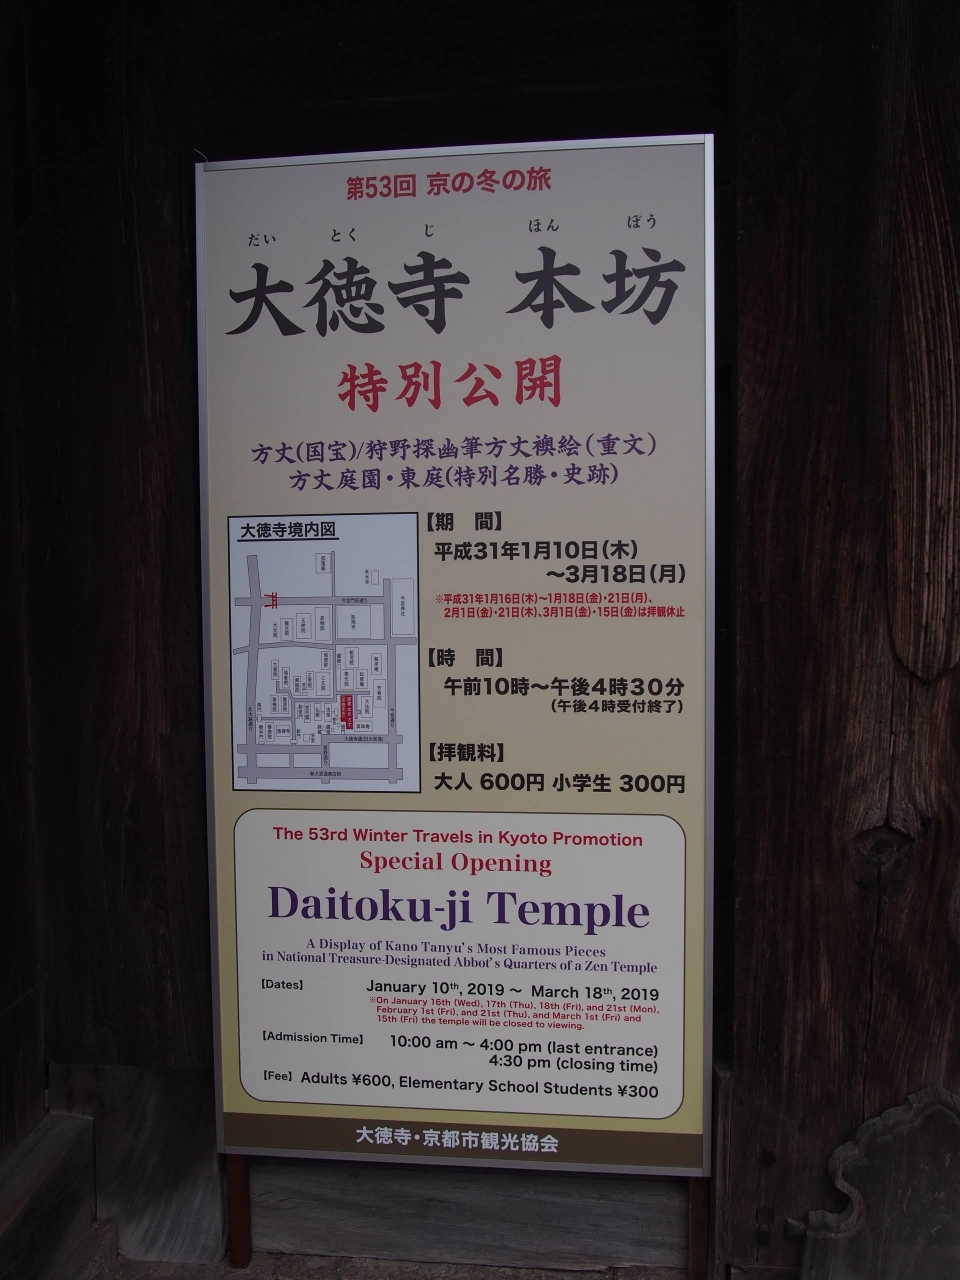 第53回 京の冬の旅
だい とく じ ほん ぼう
大徳寺 本坊
特別公開
方丈(国宝)/狩野探幽筆方丈襖絵(重文)
方丈庭園・東庭(特別名勝・史跡)
大徳寺境内図
【期 間】
平成31年1月10日(木)
〜3月18日(月)
※平成31年1月16日(木)〜1月18日(金)・21日(月)、
2月1日(金)・21日(木)、3月1日(金)・15日(金)は拝観休止
【時 間】
午前10時〜午後4時30分
(午後4時受付終了)
【拝観料】
大人 600円 小学生 300円
The 53rd Winter Travels in Kyoto Promotion
Special Opening
Daitoku-ji Temple
A Display of Kano Tanyu's Most Famous Pieces
in National Treasure-Designated Abbot's Quarters of a Zen Temple
【Dates】 January 10th, 2019 〜 March 18th, 2019
※On January 16th (Wed), 17th (Thu), 18th (Fri), and 21st (Mon),
February 1st (Fri), and 21st (Thu), and March 1st (Fri) and
15th (Fri) the temple will be closed to viewing.
【Admission Time】 10:00 am 〜 4:00 pm (last entrance)
4:30 pm (closing time)
【Fee】 Adults ¥600, Elementary School Students ¥300
大徳寺・京都市観光協会